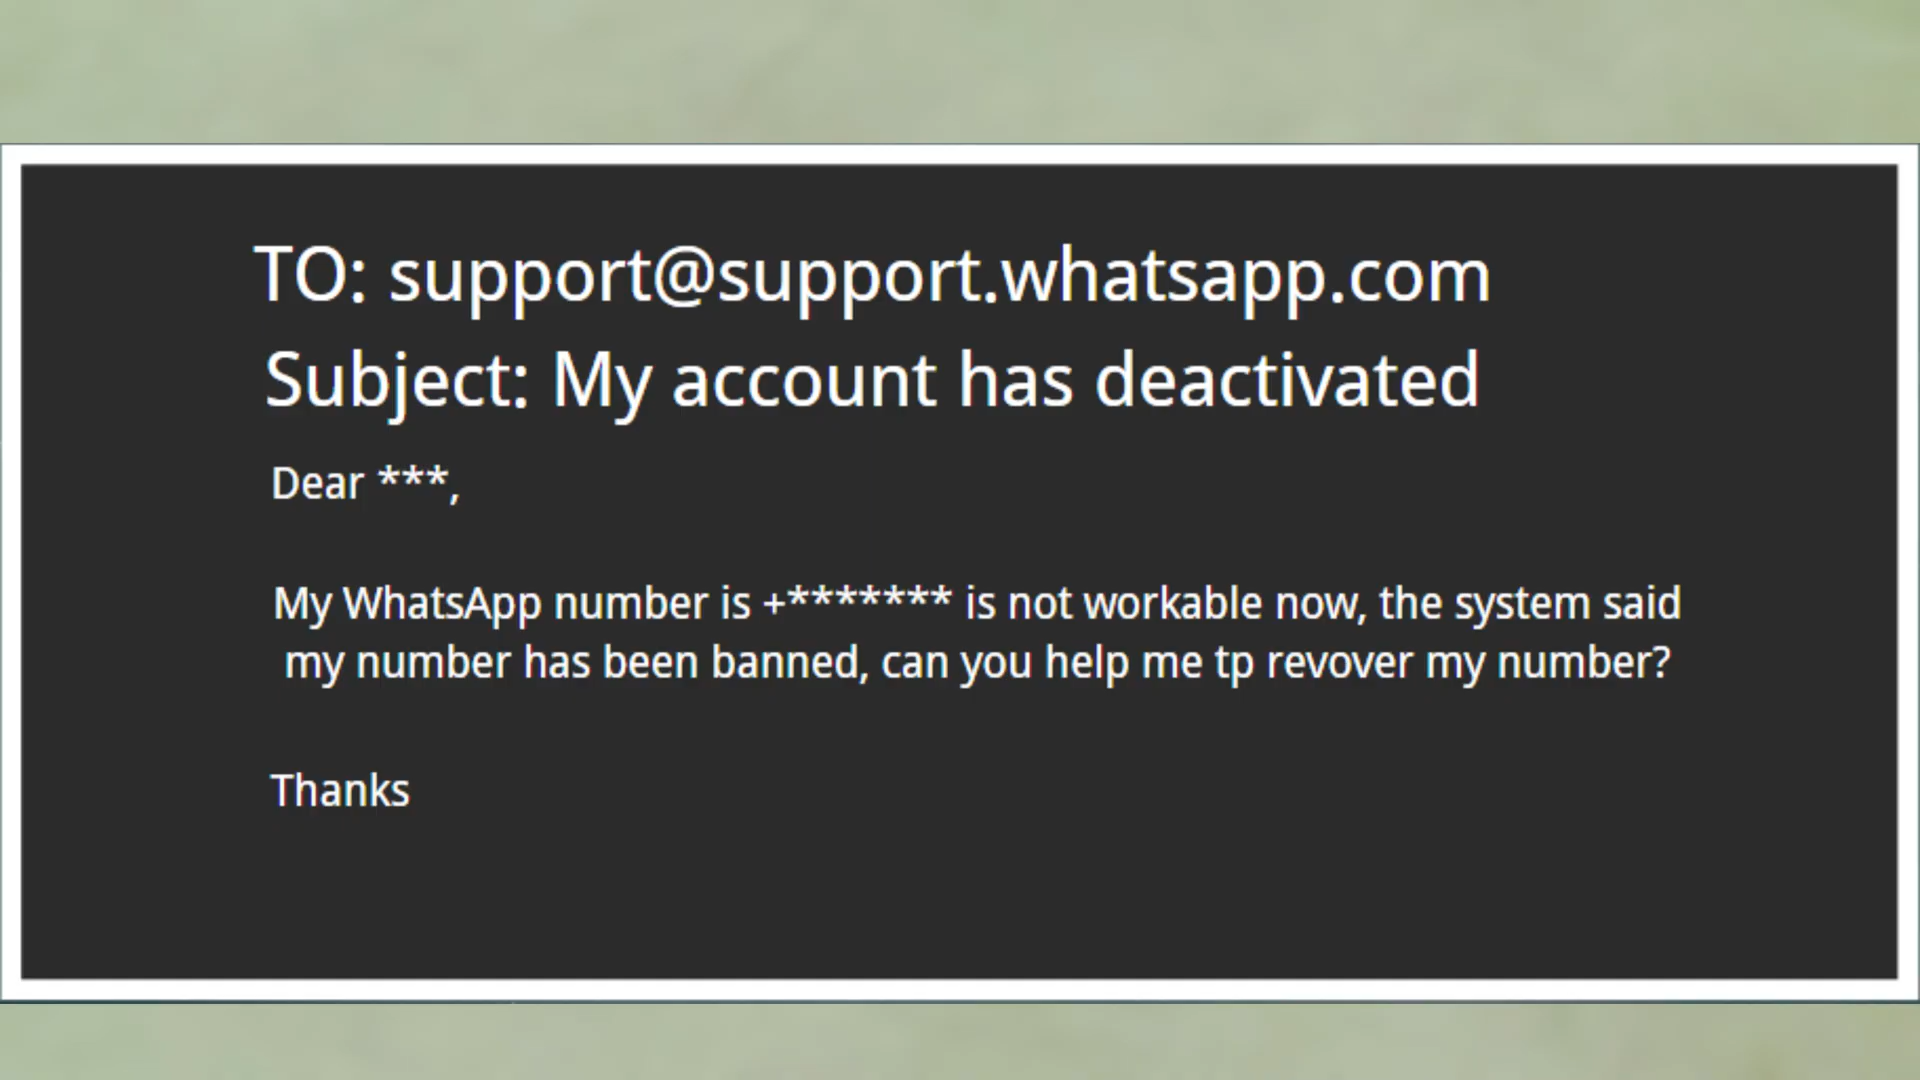 TO: support@support.whatsapp.com
Subject: My account has deactivated
Dear ***,
My WhatsApp number is +******* is not workable now, the system said
my number has been banned, can you help me tp revover my number?
Thanks